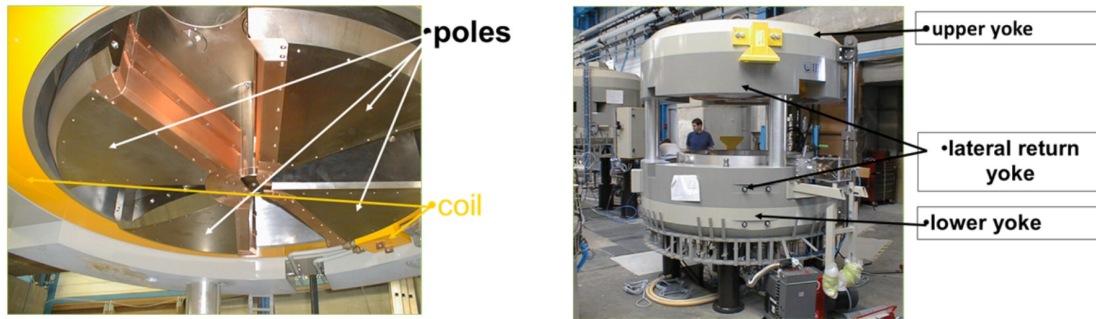 •poles
coil
•upper yoke
•lateral return
yoke
•lower yoke